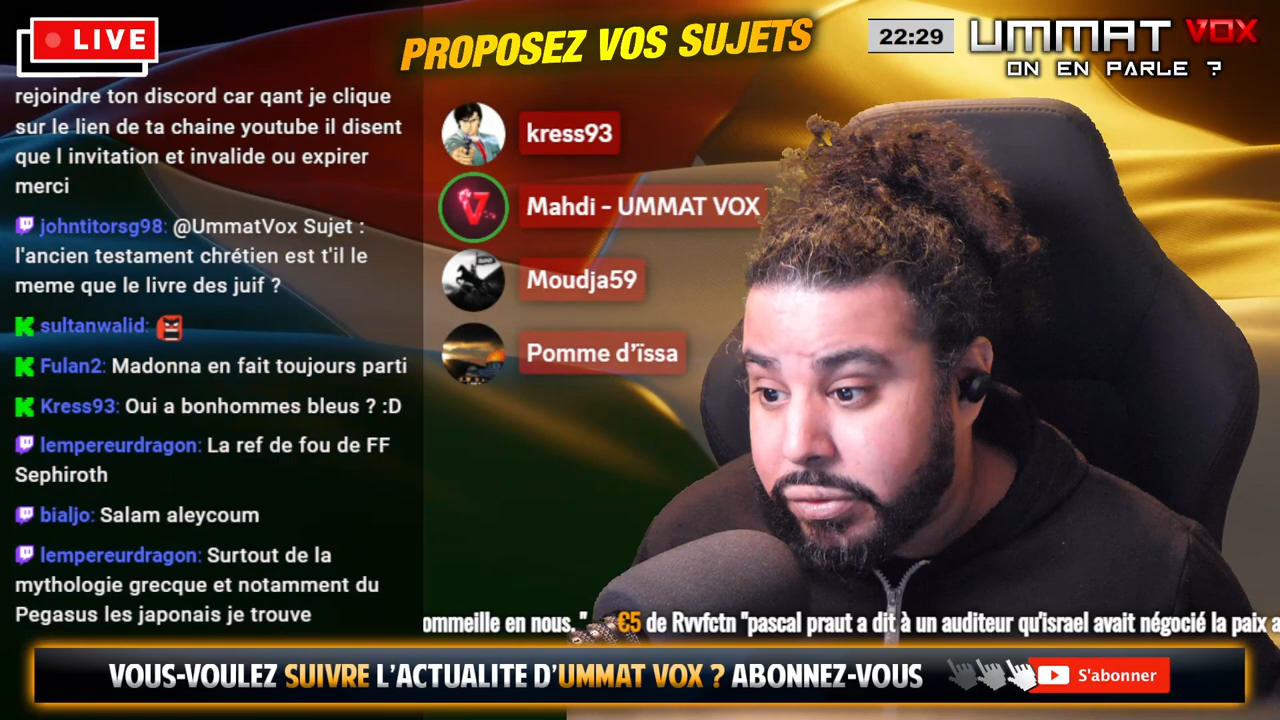 LIVE
PROPOSEZ VOS SUJETS
22:29
UMMAT VOX
ON EN PARLE ?
rejoindre ton discord car qant je clique
sur le lien de ta chaine youtube il disent
que l invitation et invalide ou expirer
merci
johntitorsg98: @UmmatVox Sujet :
l'ancien testament chrétien est t'il le
meme que le livre des juif ?
sultanwalid:
Fulan2: Madonna en fait toujours parti
Kress93: Oui a bonhommes bleus ? :D
lempereurdragon: La ref de fou de FF
Sephiroth
bialjo: Salam aleycoum
lempereurdragon: Surtout de la
mythologie grecque et notamment du
Pegasus les japonais je trouve
kress93
Mahdi - UMMAT VOX
Moudja59
Pomme d'ïssa
ommeille en nous. " €5 de Rvvfctn "pascal praut a dit à un auditeur qu'israel avait négocié la paix a
VOUS-VOULEZ SUIVRE L'ACTUALITE D'UMMAT VOX ? ABONNEZ-VOUS
S'abonner